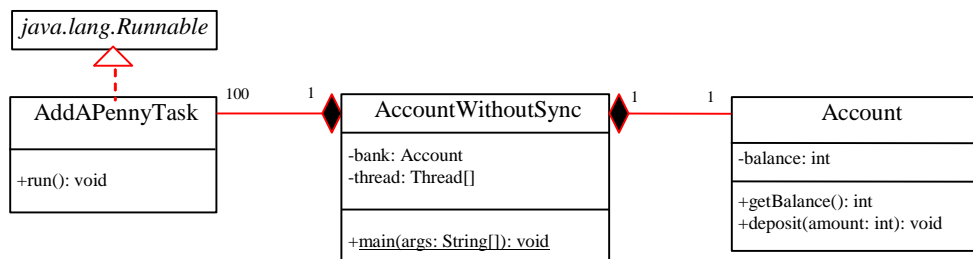 java.lang.Runnable
AddAPennyTask
+run(): void
100
1
AccountWithoutSync
-bank: Account
-thread: Thread[]
+main(args: String[]): void
1
1
Account
-balance: int
+getBalance(): int
+deposit(amount: int): void